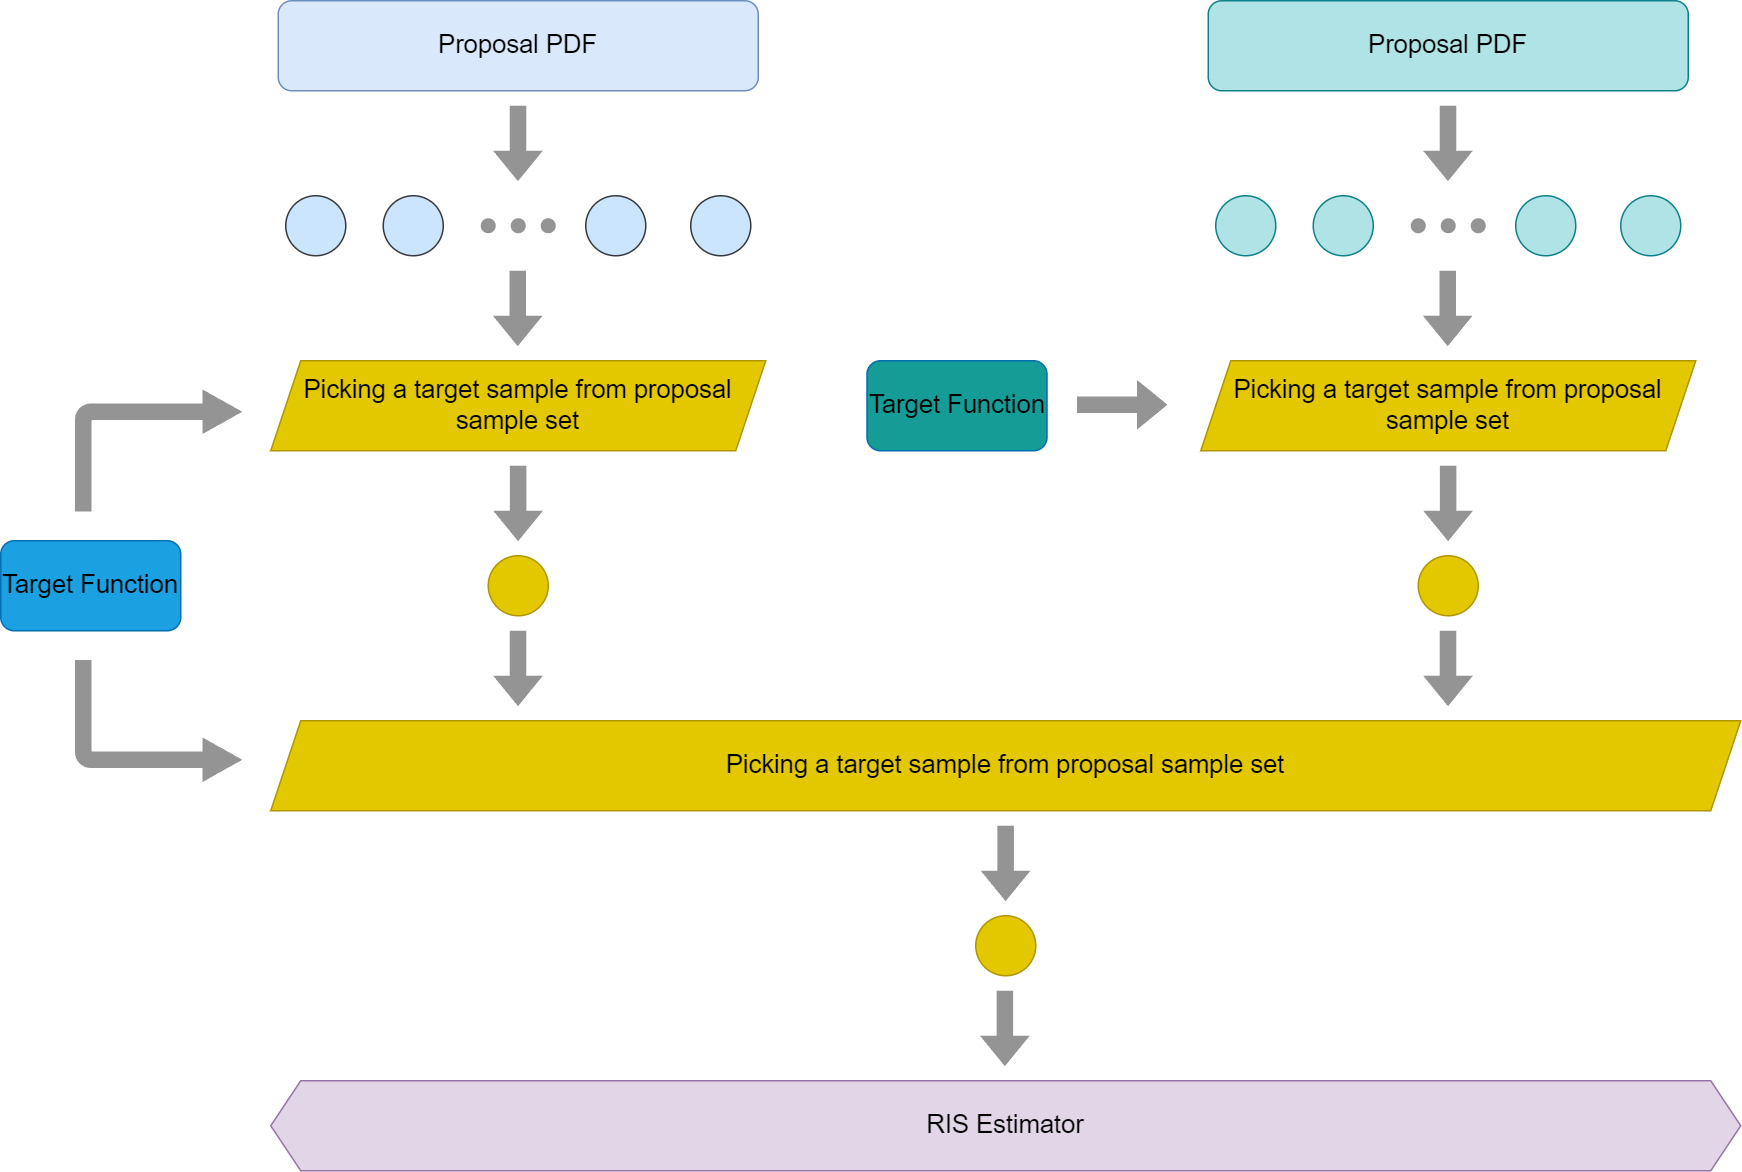 Proposal PDF
Proposal PDF
Picking a target sample from proposal
sample set
Target Function
Picking a target sample from proposal
sample set
Target Function
Picking a target sample from proposal sample set
RIS Estimator